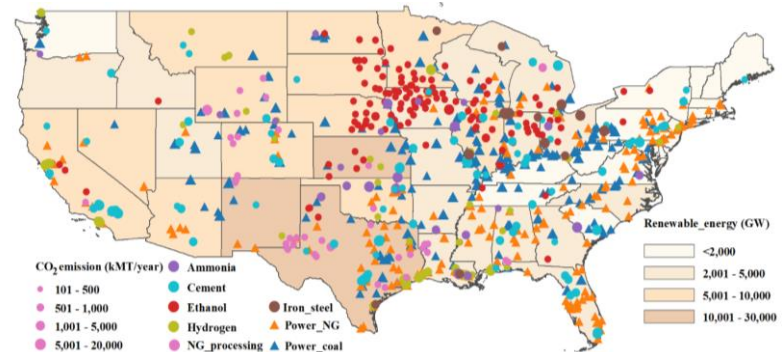 s
CO2 emission (kMT/year)
101 - 500
501 - 1,000
1,001 - 5,000
5,001 - 20,000
Ammonia
Cement
Ethanol
Hydrogen
NG_processing
Iron_steel
Power_NG
Power_coal
Renewable_energy (GW)
<2,000
2,001 - 5,000
5,001 - 10,000
10,001 - 30,000